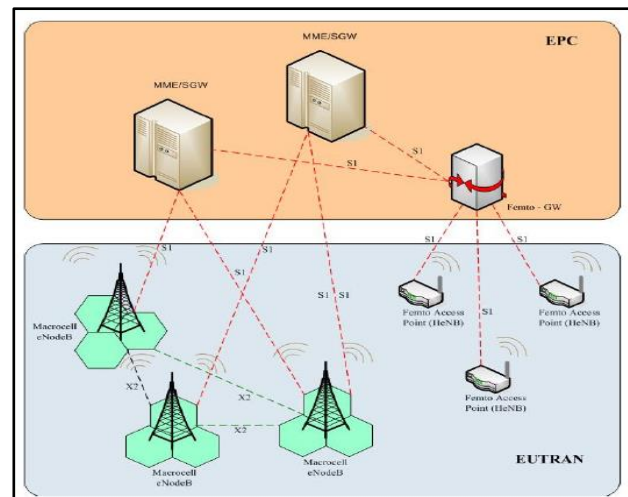 MME/SGW
EPC
MME/SGW
S1
S1
Femto - GW
S1
S1
S1
S1
S1
S1
S1
S1
Macrocell
eNodeB
Femto Access
Point (HeNB)
Femto Access
Point (HeNB)
X2
X2
X2
Femto Access
Point (HeNB)
Macrocell
eNodeB
Macrocell
eNodeB
EUTRAN